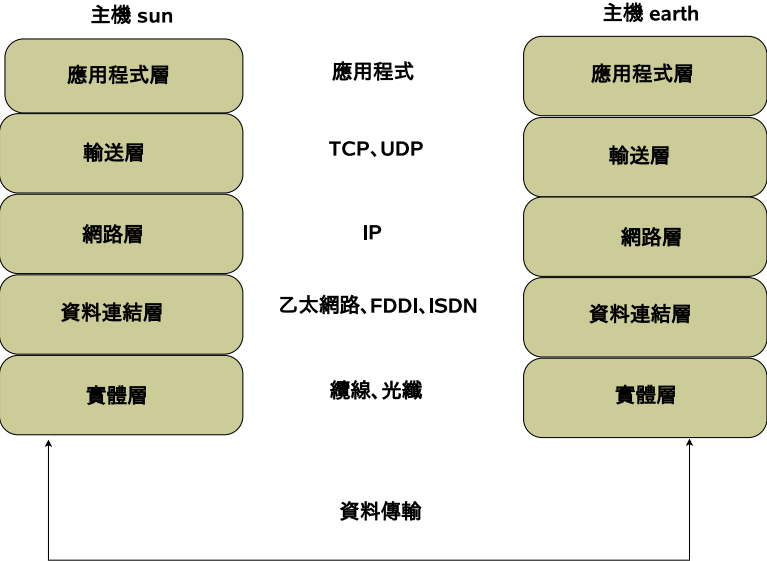 主機 sun
主機 earth
應用程式層
應用程式
應用程式層
輸送層
TCP、UDP
輸送層
網路層
IP
網路層
資料連結層
乙太網路、FDDI、ISDN
資料連結層
實體層
纜線、光纖
實體層
資料傳輸